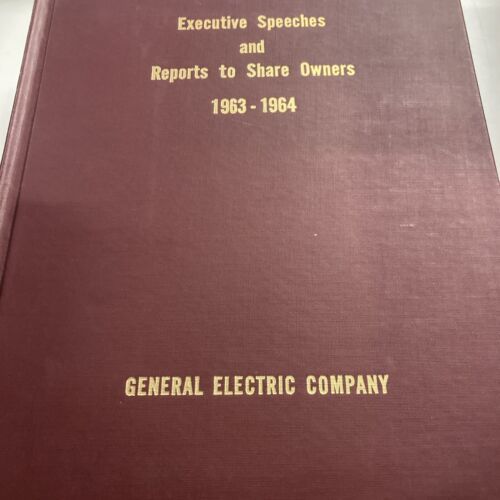 Executive Speeches
and
Reports to Share Owners
1963 - 1964
GENERAL ELECTRIC COMPANY